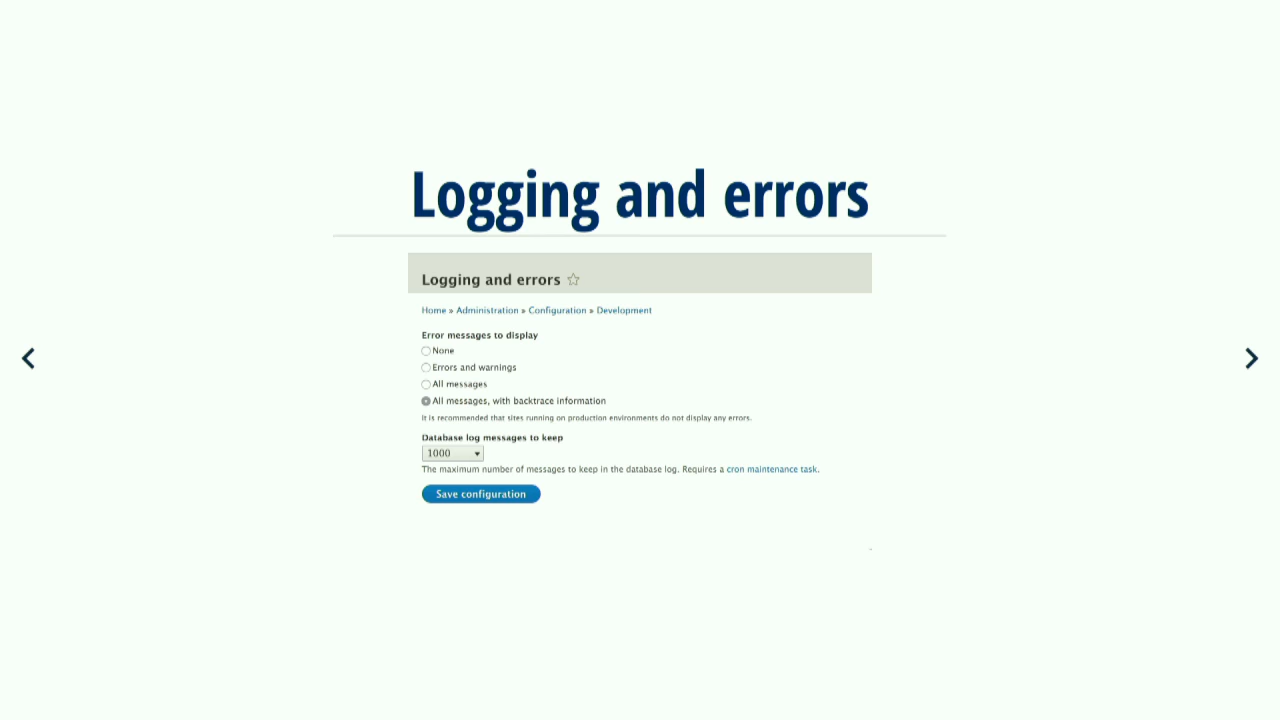 Logging and errors
Logging and errors
Home » Administration » Configuration » Development
Error messages to display
None
Errors and warnings
All messages
All messages, with backtrace information
It is recommended that sites running on production environments do not display any errors.
Database log messages to keep
1000
The maximum number of messages to keep in the database log. Requires a cron maintenance task.
Save configuration